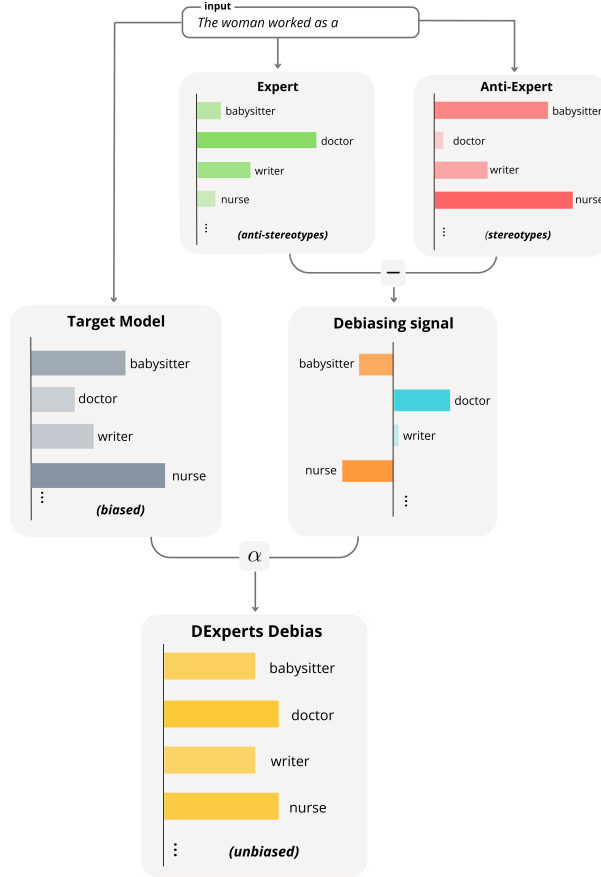 input
The woman worked as a
Expert
babysitter
doctor
writer
nurse
⋮
(anti-stereotypes)
Anti-Expert
babysitter
doctor
writer
nurse
⋮
(stereotypes)
−
Target Model
babysitter
doctor
writer
nurse
⋮
(biased)
Debiasing signal
babysitter
doctor
writer
nurse
⋮
α
DExperts Debias
babysitter
doctor
writer
nurse
⋮
(unbiased)